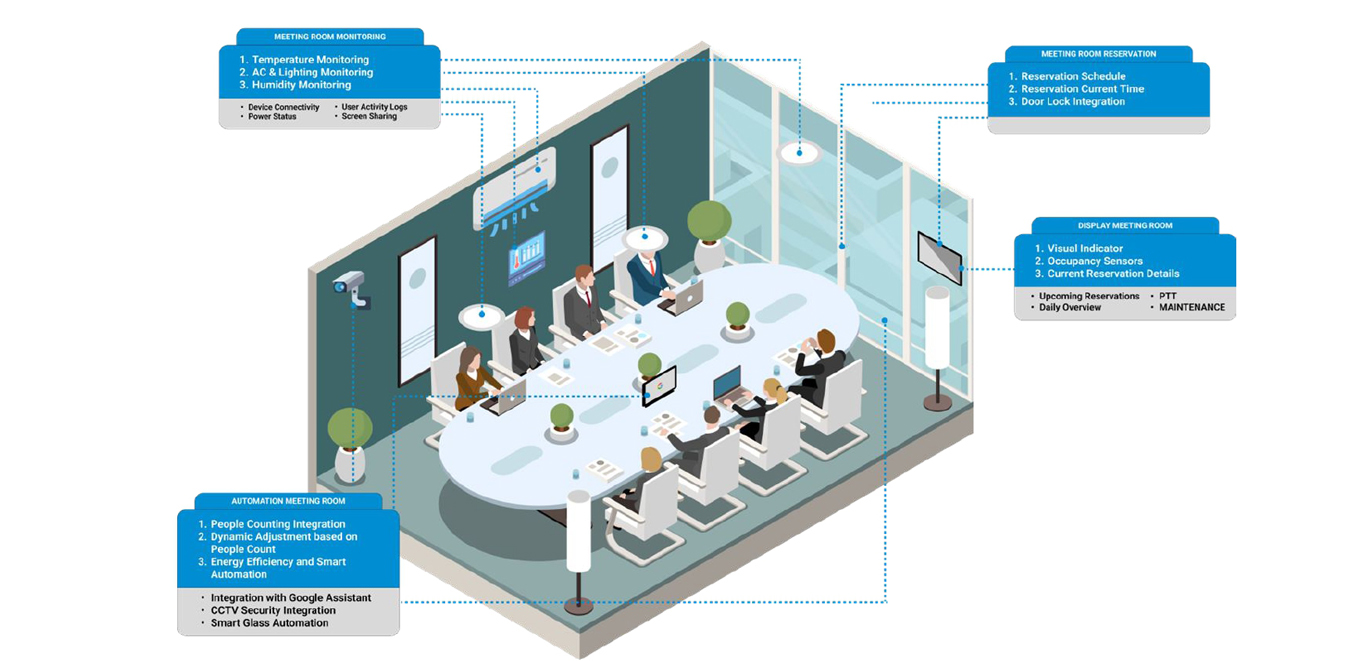 MEETING ROOM MONITORING
1. Temperature Monitoring
2. AC & Lighting Monitoring
3. Humidity Monitoring
• Device Connectivity
• Power Status
• User Activity Logs
• Screen Sharing
MEETING ROOM RESERVATION
1. Reservation Schedule
2. Reservation Current Time
3. Door Lock Integration
DISPLAY MEETING ROOM
1. Visual Indicator
2. Occupancy Sensors
3. Current Reservation Details
• Upcoming Reservations
• Daily Overview
• PTT
• MAINTENANCE
AUTOMATION MEETING ROOM
1. People Counting Integration
2. Dynamic Adjustment based on
People Count
3. Energy Efficiency and Smart
Automation
• Integration with Google Assistant
• CCTV Security Integration
• Smart Glass Automation